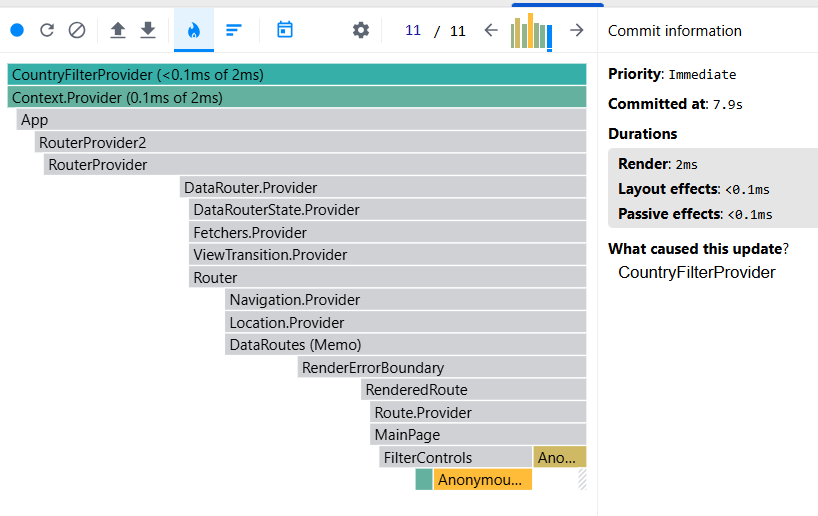 11 / 11
CountryFilterProvider (<0.1ms of 2ms)
Context.Provider (0.1ms of 2ms)
App
RouterProvider2
RouterProvider
DataRouter.Provider
DataRouterState.Provider
Fetchers.Provider
ViewTransition.Provider
Router
Navigation.Provider
Location.Provider
DataRoutes (Memo)
RenderErrorBoundary
RenderedRoute
Route.Provider
MainPage
FilterControls
Ano...
Anonymou...
Commit information
Priority: Immediate
Committed at: 7.9s
Durations
Render: 2ms
Layout effects: <0.1ms
Passive effects: <0.1ms
What caused this update?
CountryFilterProvider